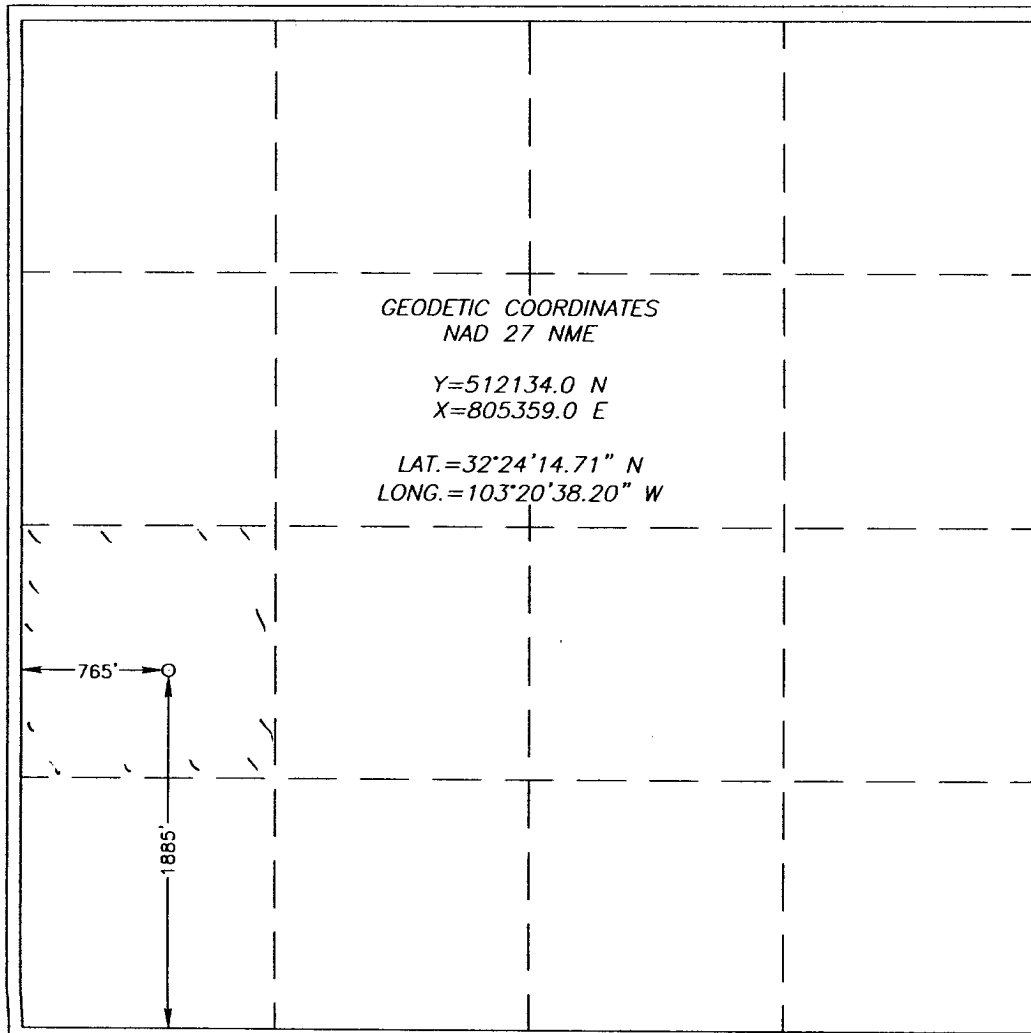 GEODETIC COORDINATES
NAD 27 NME
Y=512134.0 N
X=805359.0 E
LAT.=32°24'14.71" N
LONG.=103°20'38.20" W
765'
1885'